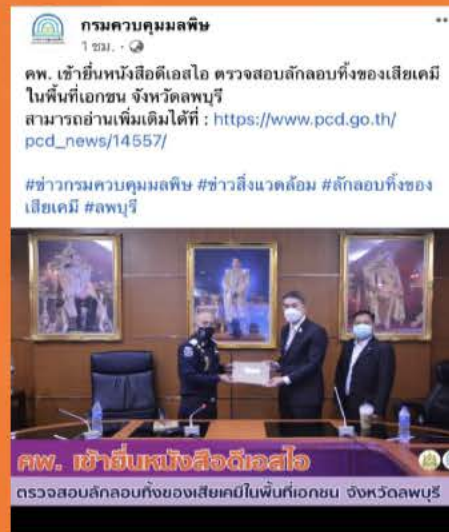 กรมควบคุมมลพิษ
1 ชม. ·
คพ. เข้ายื่นหนังสือดีเอสไอ ตรวจสอบลักลอบทิ้งของเสียเคมี
ในพื้นที่เอกชน จังหวัดลพบุรี
สามารถอ่านเพิ่มเติมได้ที่ : https://www.pcd.go.th/
pcd_news/14557/
#ข่าวกรมควบคุมมลพิษ #ข่าวสิ่งแวดล้อม #ลักลอบทิ้งของ
เสียเคมี #ลพบุรี
คพ. เข้ายื่นหนังสือดีเอสไอ
ตรวจสอบลักลอบทิ้งของเสียเคมีในพื้นที่เอกชน จังหวัดลพบุรี